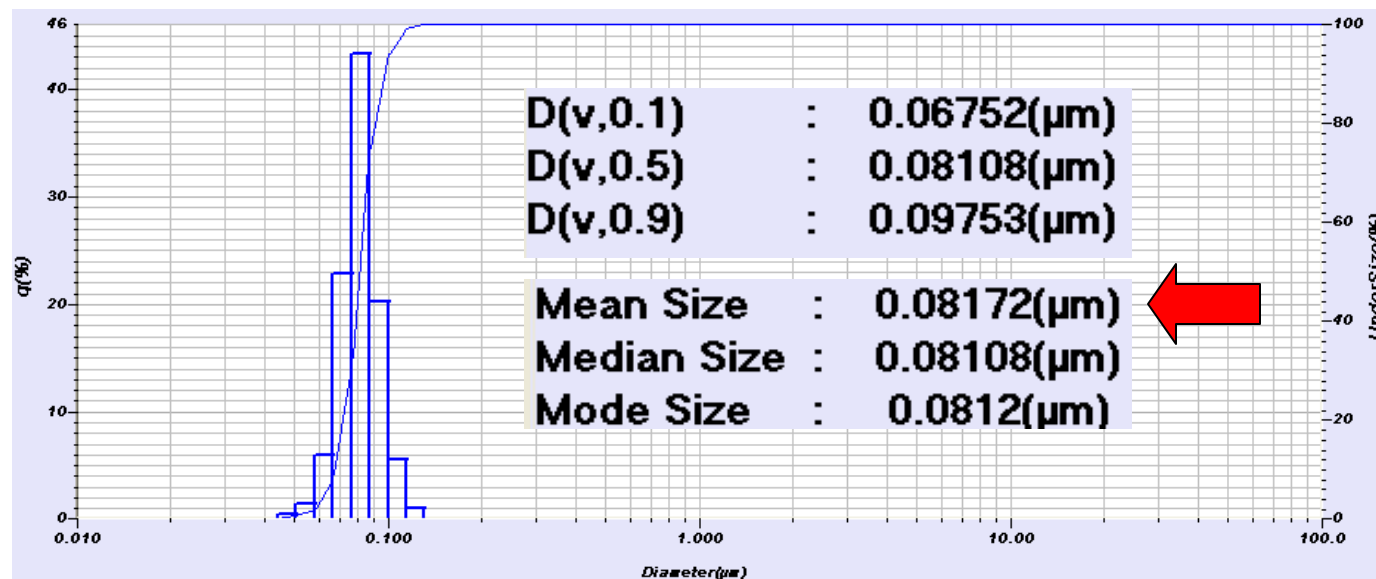 46
40
30
20
10
0
q(%)
D(v,0.1) : 0.06752(µm)
D(v,0.5) : 0.08108(µm)
D(v,0.9) : 0.09753(µm)
Mean Size : 0.08172(µm)
Median Size : 0.08108(µm)
Mode Size : 0.0812(µm)
100
80
60
40
20
0
UnderSize(%)
0.010 0.100 1.000 10.00 100.0
Diameter(µm)